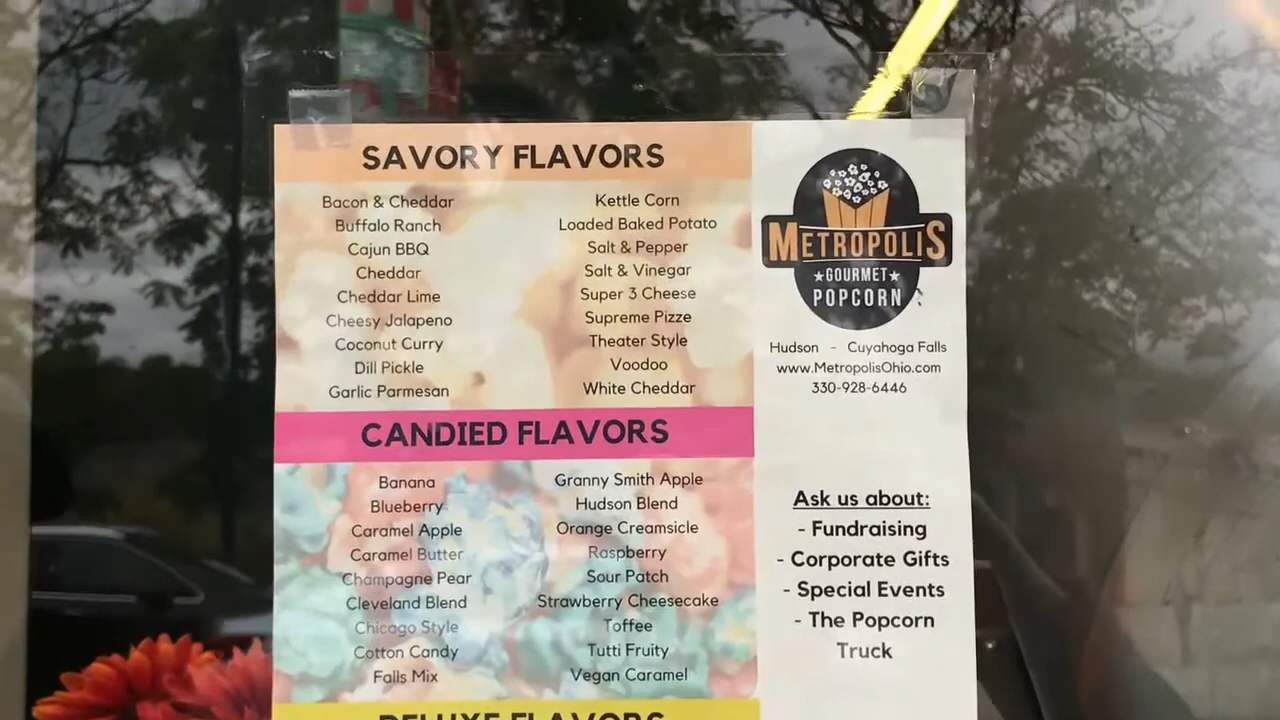 SAVORY FLAVORS
Bacon & Cheddar
Buffalo Ranch
Cajun BBQ
Cheddar
Cheddar Lime
Cheesy Jalapeno
Coconut Curry
Dill Pickle
Garlic Parmesan
Kettle Corn
Loaded Baked Potato
Salt & Pepper
Salt & Vinegar
Super 3 Cheese
Supreme Pizze
Theater Style
Voodoo
White Cheddar
CANDIED FLAVORS
Banana
Blueberry
Caramel Apple
Caramel Butter
Champagne Pear
Cleveland Blend
Chicago Style
Cotton Candy
Falls Mix
Granny Smith Apple
Hudson Blend
Orange Creamsicle
Raspberry
Sour Patch
Strawberry Cheesecake
Toffee
Tutti Fruity
Vegan Caramel
DELUXE FLAVORS
METROPOLIS
GOURMET
POPCORN
Hudson - Cuyahoga Falls
www.MetropolisOhio.com
330-928-6446
Ask us about:
- Fundraising
- Corporate Gifts
- Special Events
- The Popcorn
Truck